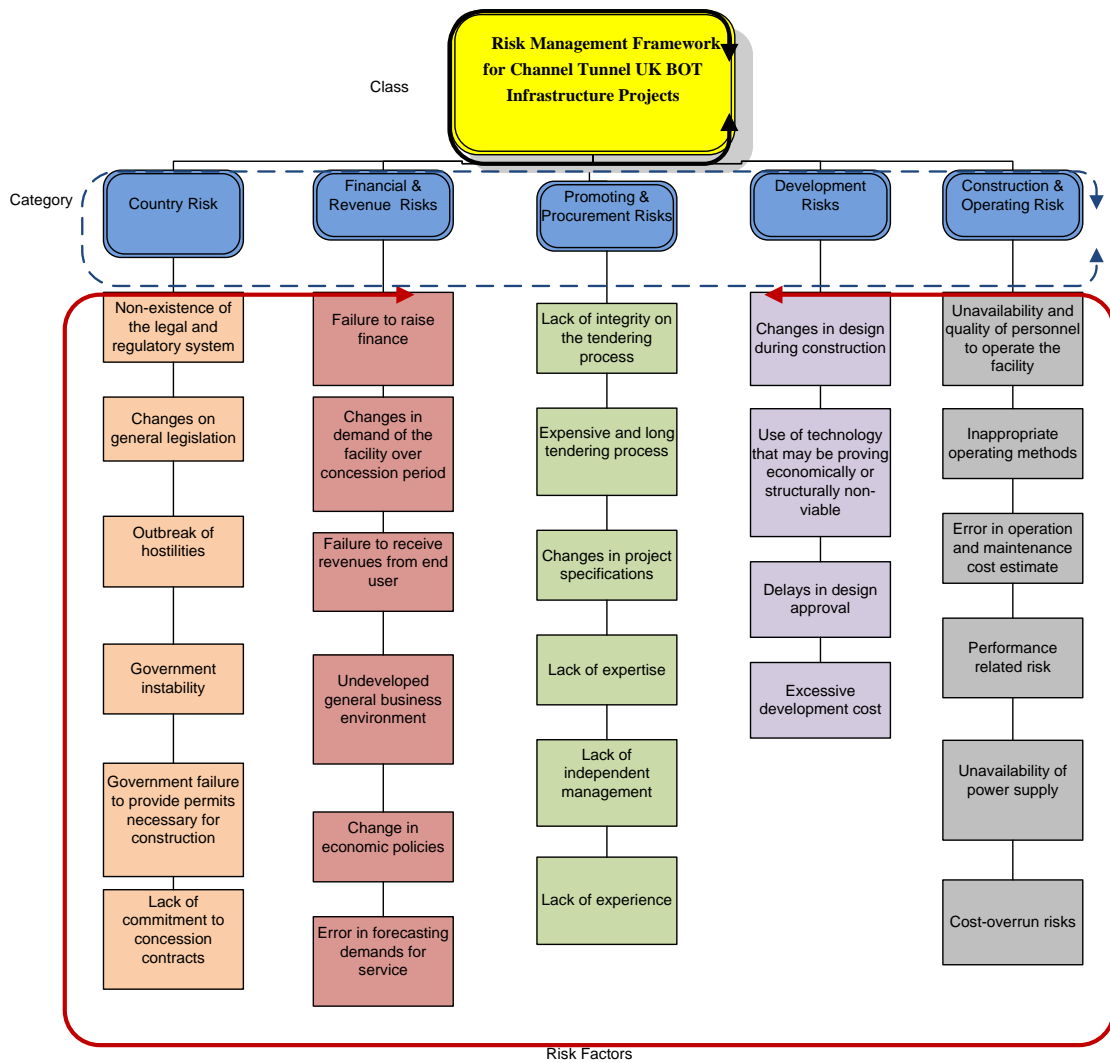 Risk Management Framework
for Channel Tunnel UK BOT
Infrastructure Projects
Class
Category
Country Risk
Financial &
Revenue Risks
Promoting &
Procurement Risks
Development
Risks
Construction &
Operating Risk
Non-existence of
the legal and
regulatory system
Changes on
general legislation
Outbreak of
hostilities
Government
instability
Government failure
to provide permits
necessary for
construction
Lack of
commitment to
concession
contracts
Failure to raise
finance
Changes in
demand of the
facility over
concession period
Failure to receive
revenues from end
user
Undeveloped
general business
environment
Change in
economic policies
Error in forecasting
demands for
service
Lack of integrity on
the tendering
process
Expensive and long
tendering process
Changes in project
specifications
Lack of expertise
Lack of
independent
management
Lack of experience
Changes in design
during construction
Use of technology
that may be proving
economically or
structurally non-
viable
Delays in design
approval
Excessive
development cost
Unavailability and
quality of personnel
to operate the
facility
Inappropriate
operating methods
Error in operation
and maintenance
cost estimate
Performance
related risk
Unavailability of
power supply
Cost-overrun risks
Risk Factors